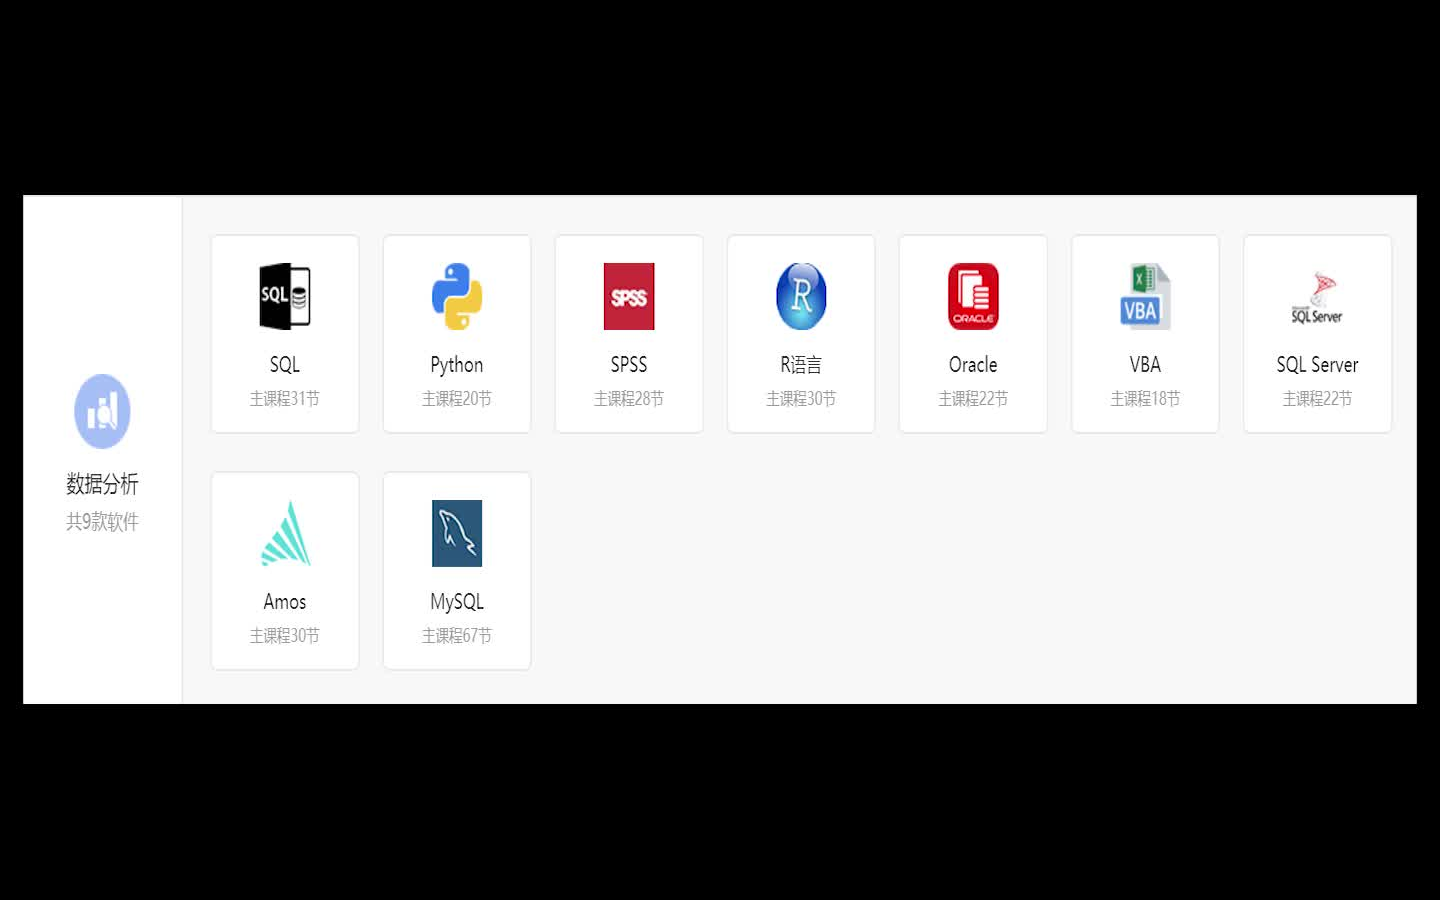 数据分析
共9款软件
SQL
SQL
主课程31节
Python
主课程20节
SPSS
SPSS
主课程28节
R
R语言
主课程30节
ORACLE
Oracle
主课程22节
X
VBA
VBA
主课程18节
SQL Server
SQL Server
主课程22节
Amos
主课程30节
MySQL
主课程67节